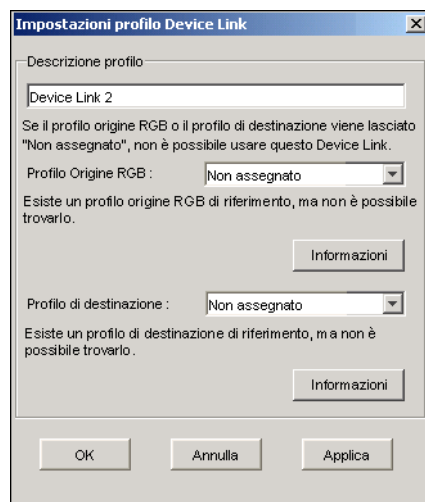 Impostazioni profilo Device Link
Descrizione profilo
Device Link 2
Se il profilo origine RGB o il profilo di destinazione viene lasciato
"Non assegnato", non è possibile usare questo Device Link.
Profilo Origine RGB :
Non assegnato
Esiste un profilo origine RGB di riferimento, ma non è possibile
trovarlo.
Informazioni
Profilo di destinazione :
Non assegnato
Esiste un profilo di destinazione di riferimento, ma non è
possibile trovarlo.
Informazioni
OK
Annulla
Applica